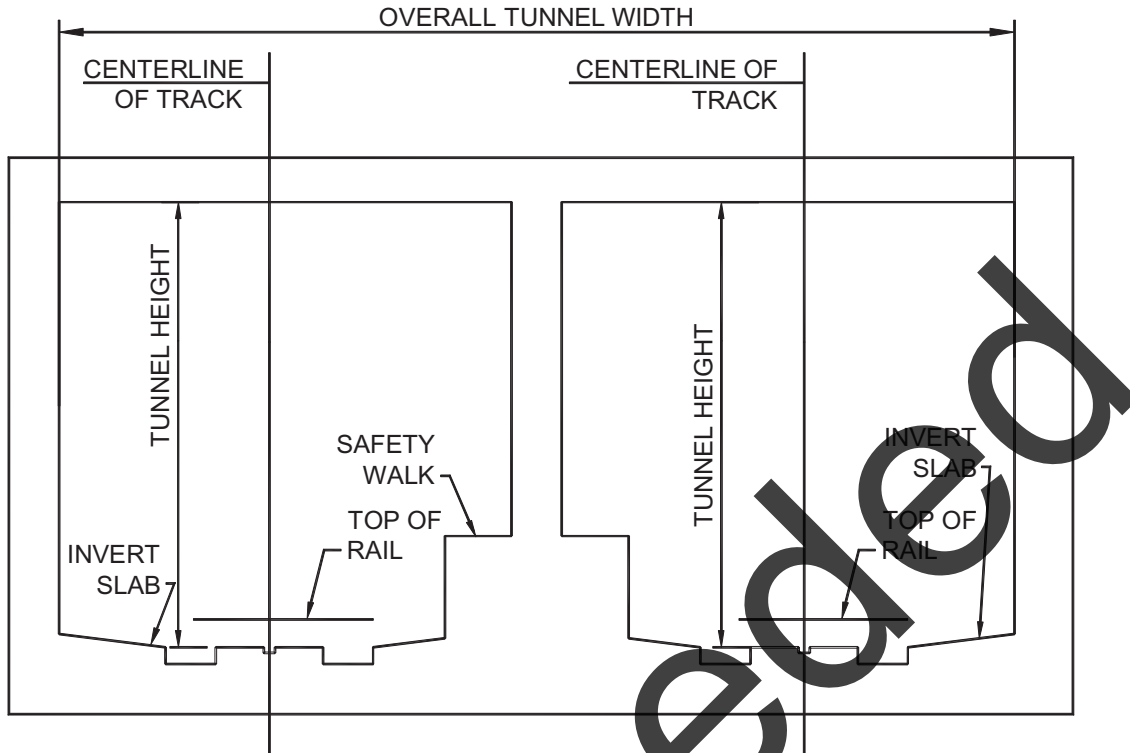 OVERALL TUNNEL WIDTH
CENTERLINE
OF TRACK
CENTERLINE OF
TRACK
TUNNEL HEIGHT
SAFETY
WALK
TOP OF
RAIL
INVERT
SLAB
TUNNEL HEIGHT
INVERT
SLAB
TOP OF
RAIL
eded